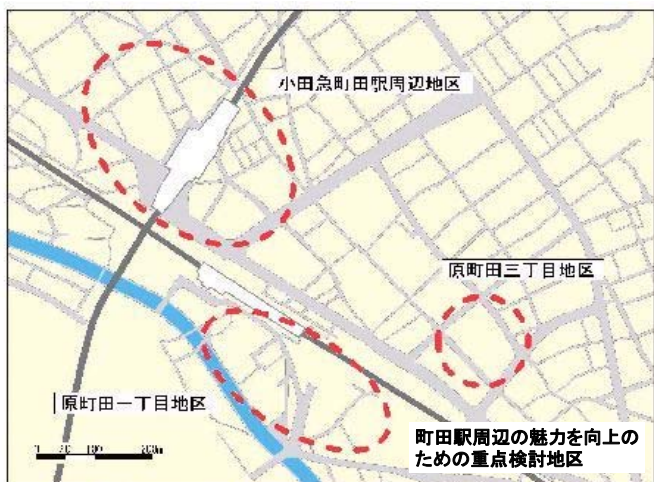 小田急町田駅周辺地区
原町田三丁目地区
原町田一丁目地区
200m
町田駅周辺の魅力を向上の
ための重点検討地区